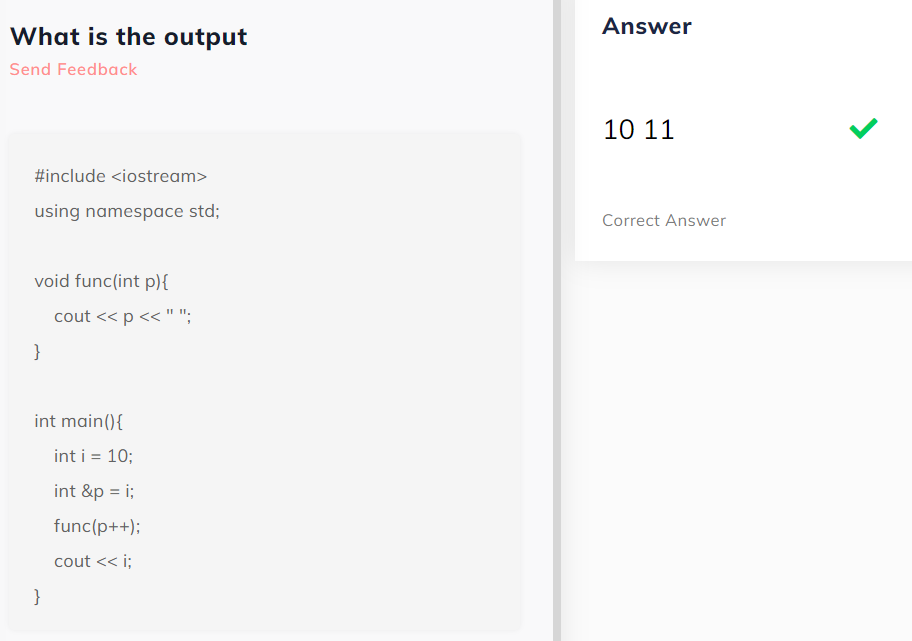 What is the output
Send Feedback
#include <iostream>
using namespace std;
void func(int p){
cout << p << " ";
}
int main(){
int i = 10;
int &p = i;
func(p++);
cout << i;
}
Answer
10 11
Correct Answer